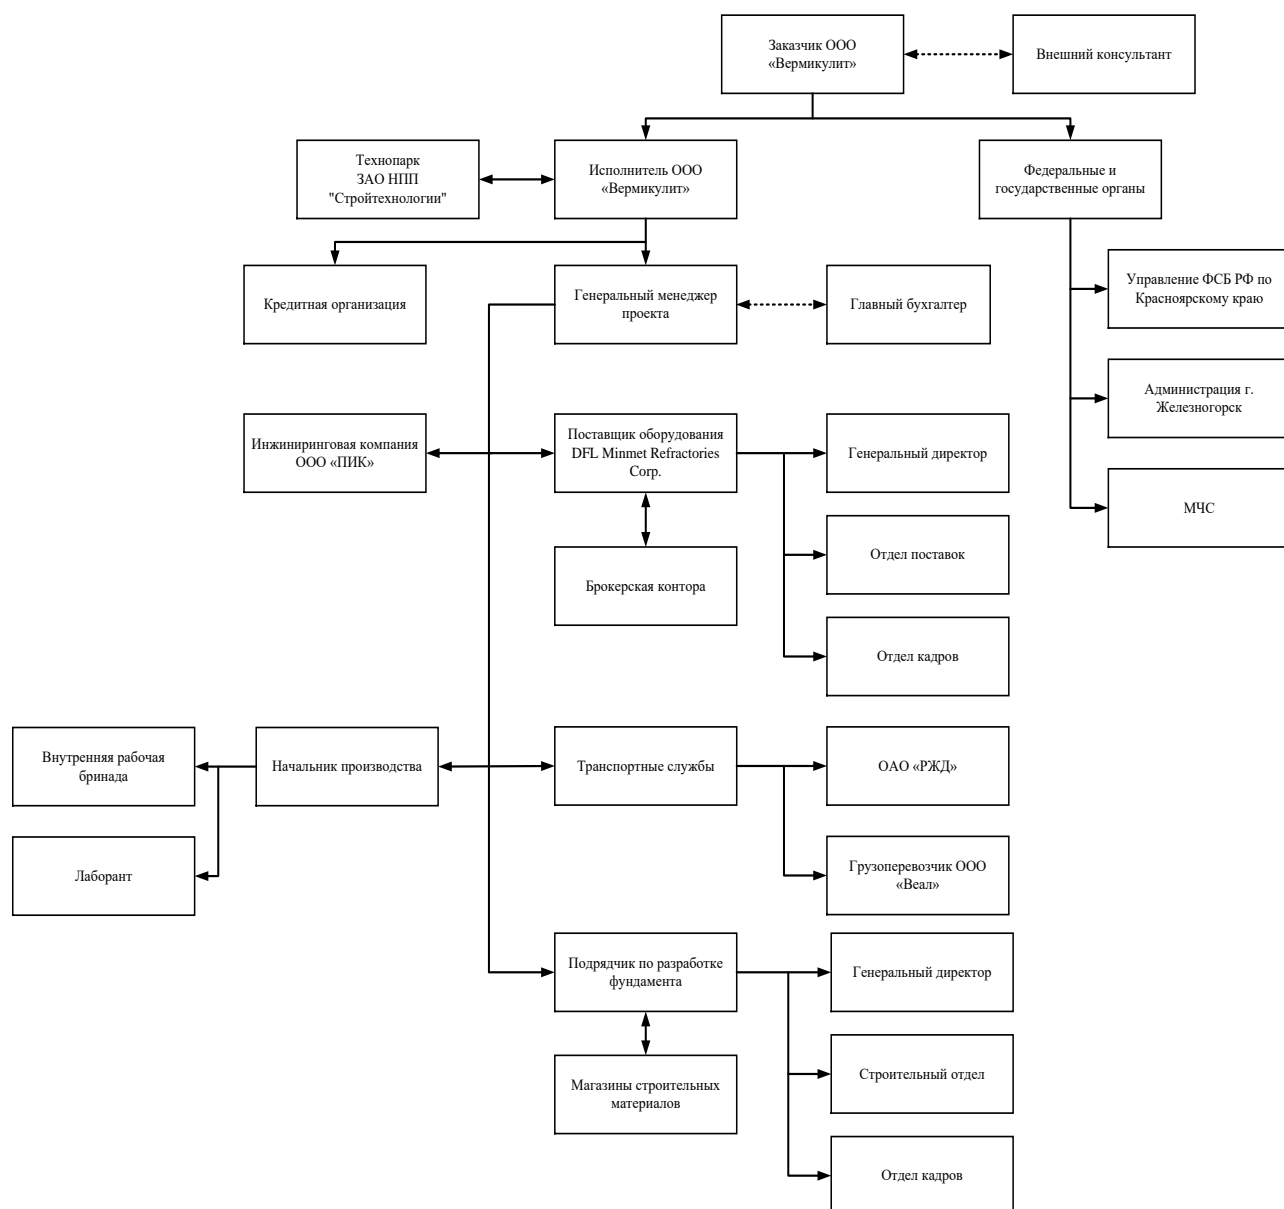 Заказчик ООО
«Вермикулит»
Внешний консультант
Технопарк
ЗАО НПП
"Стройтехнологии"
Исполнитель ООО
«Вермикулит»
Федеральные и
государственные органы
Кредитная организация
Генеральный менеджер
проекта
Главный бухгалтер
Управление ФСБ РФ по
Красноярскому краю
Администрация г.
Железногорск
Инжиниринговая компания
ООО «ПИК»
Поставщик оборудования
DFL Minmet Refractories
Corp.
Генеральный директор
МЧС
Брокерская контора
Отдел поставок
Отдел кадров
Внутренняя рабочая
бринада
Начальник производства
Транспортные службы
ОАО «РЖД»
Лаборант
Грузоперевозчик ООО
«Веал»
Подрядчик по разработке
фундамента
Генеральный директор
Магазины строительных
материалов
Строительный отдел
Отдел кадров